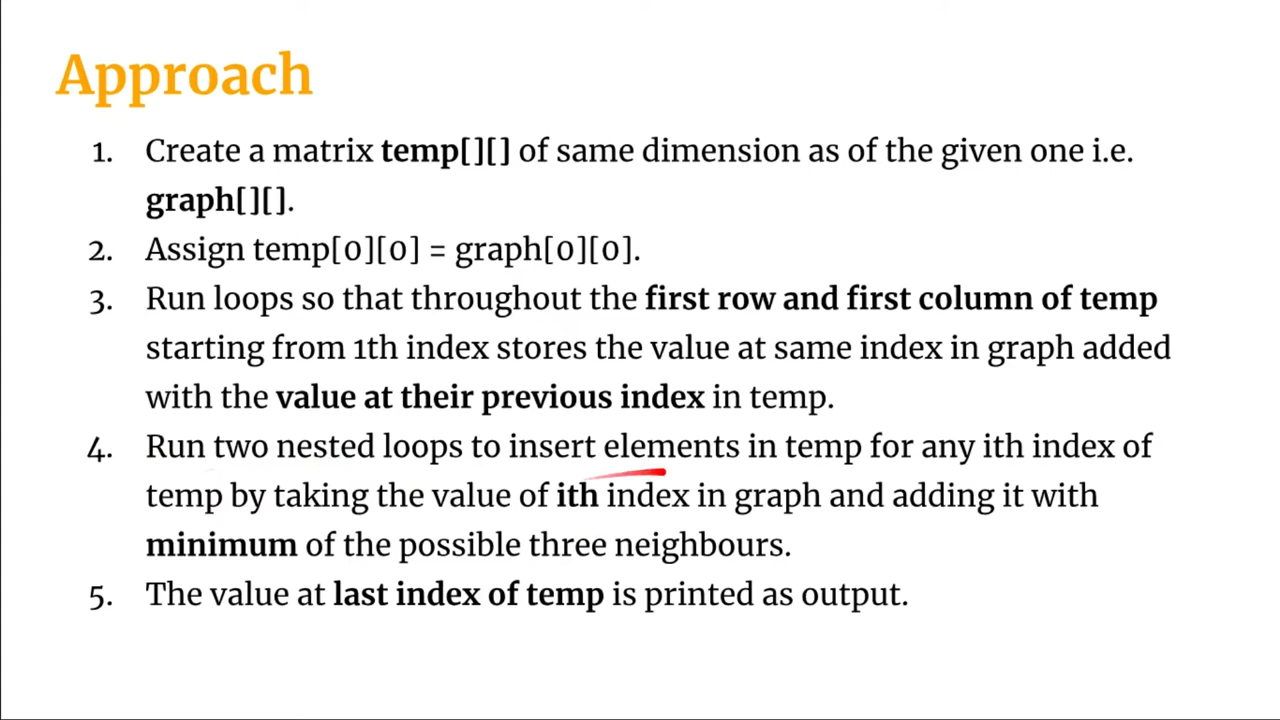 Approach
1. Create a matrix temp[][] of same dimension as of the given one i.e.
graph[][].
2. Assign temp[0][0] = graph[0][0].
3. Run loops so that throughout the first row and first column of temp
starting from 1th index stores the value at same index in graph added
with the value at their previous index in temp.
4. Run two nested loops to insert elements in temp for any ith index of
temp by taking the value of ith index in graph and adding it with
minimum of the possible three neighbours.
5. The value at last index of temp is printed as output.